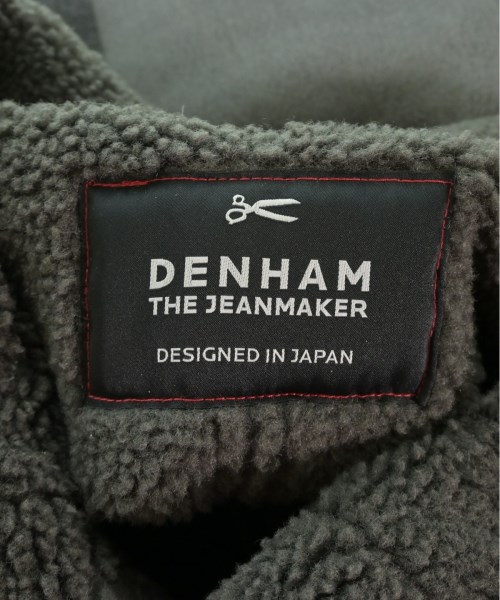 DENHAM
THE JEANMAKER
DESIGNED IN JAPAN